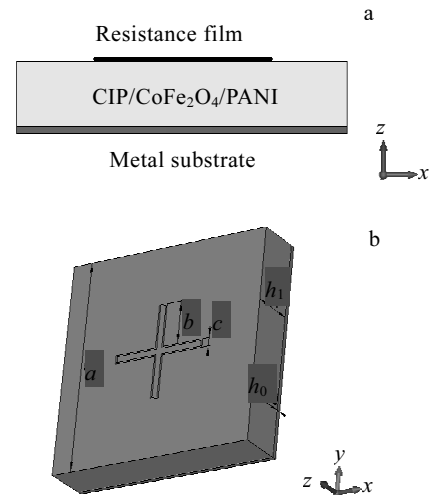 a
Resistance film
CIP/CoFe₂O₄/PANI
Metal substrate
z
x
b
h₁
b
c
a
h₀
y
z
x